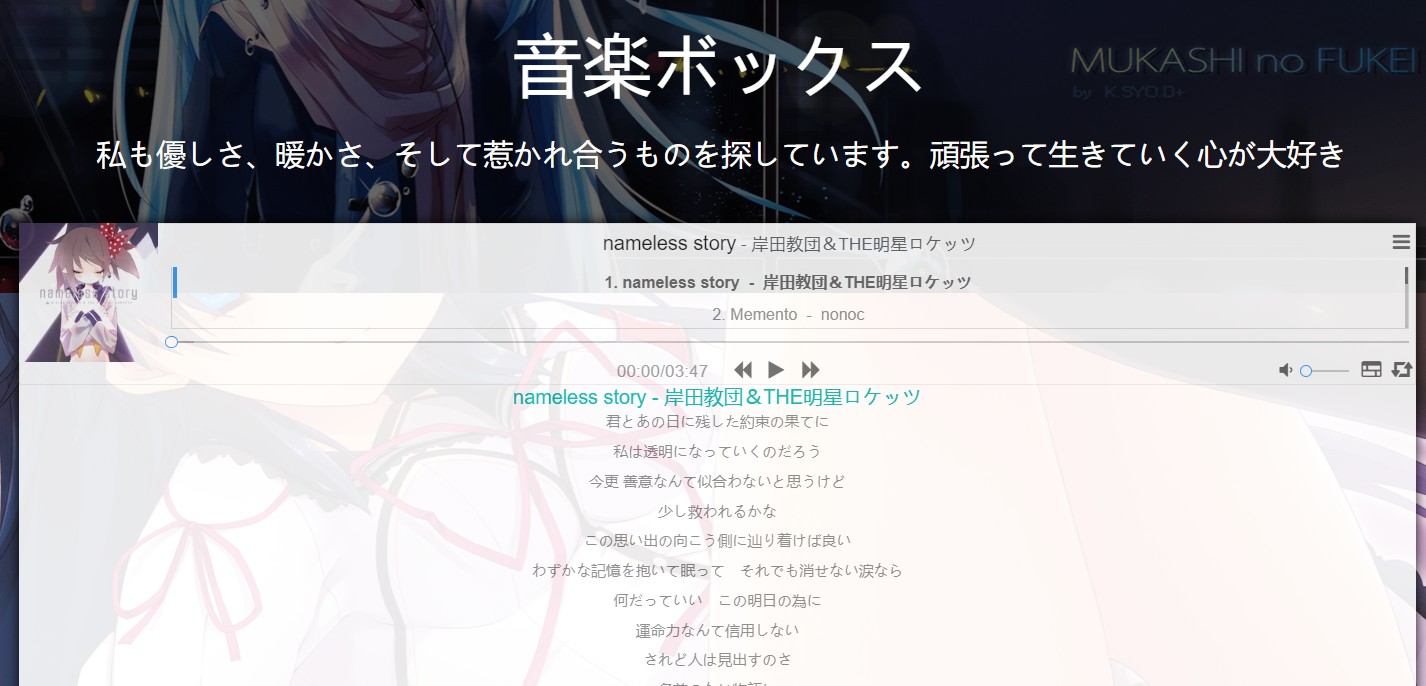 音楽ボックス
MUKASHI no FUKEI
by K.SYO.D+
私も優しさ、暖かさ、そして惹かれ合うものを探しています。頑張って生きていく心が大好き
nameless story
nameless story - 岸田教団＆THE明星ロケッツ
1. nameless story - 岸田教団＆THE明星ロケッツ
2. Memento - nonoc
00:00/03:47
nameless story - 岸田教団＆THE明星ロケッツ
君とあの日に残した約束の果てに
私は透明になっていくのだろう
今更 善意なんて似合わないと思うけど
少し救われるかな
この思い出の向こう側に辿り着けば良い
わずかな記憶を抱いて眠って　それでも消せない涙なら
何だっていい　この明日の為に
運命力なんて信用しない
されど人は見出すのさ